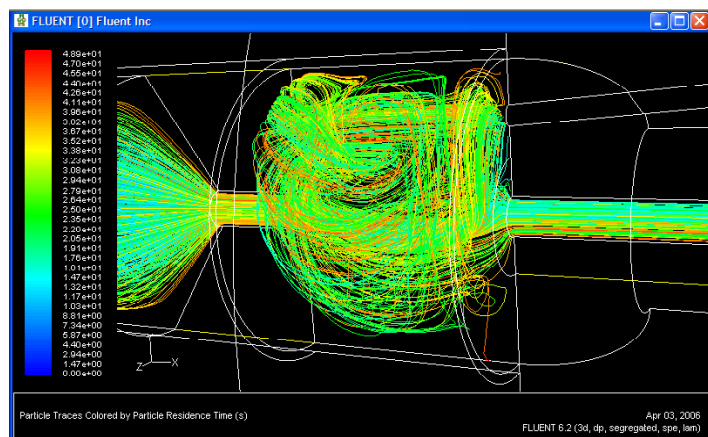 FLUENT [0] Fluent Inc
4.89e+01
4.70e+01
4.55e+01
4.40e+01
4.26e+01
4.11e+01
3.96e+01
3.82e+01
3.67e+01
3.52e+01
3.38e+01
3.23e+01
3.08e+01
2.94e+01
2.79e+01
2.64e+01
2.50e+01
2.35e+01
2.20e+01
2.05e+01
1.91e+01
1.76e+01
1.61e+01
1.47e+01
1.32e+01
1.17e+01
1.03e+01
8.81e+00
7.34e+00
5.87e+00
4.40e+00
2.94e+00
1.47e+00
0.00e+00
Z X
Particle Traces Colored by Particle Residence Time (s)
Apr 03, 2006
FLUENT 6.2 (3d, dp, segregated, spe, lam)